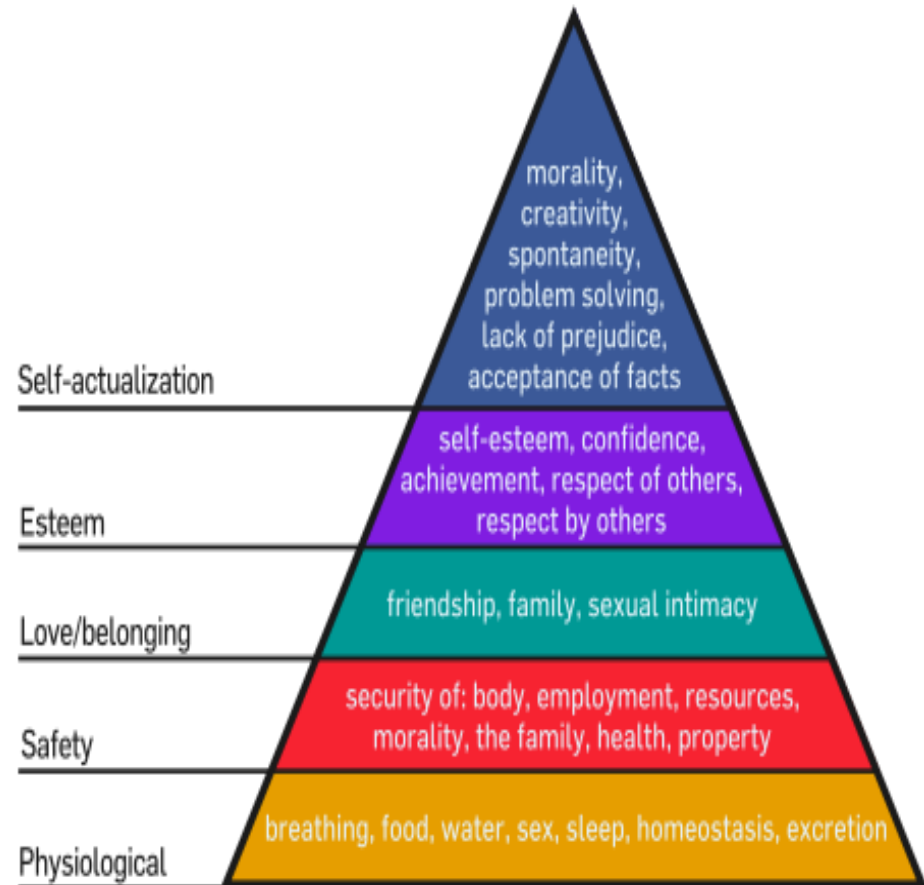 morality,
creativity,
spontaneity,
problem solving,
lack of prejudice,
acceptance of facts
Self-actualization
self-esteem, confidence,
achievement, respect of others,
respect by others
Esteem
friendship, family, sexual intimacy
Love/belonging
security of: body, employment, resources,
morality, the family, health, property
Safety
breathing, food, water, sex, sleep, homeostasis, excretion
Physiological